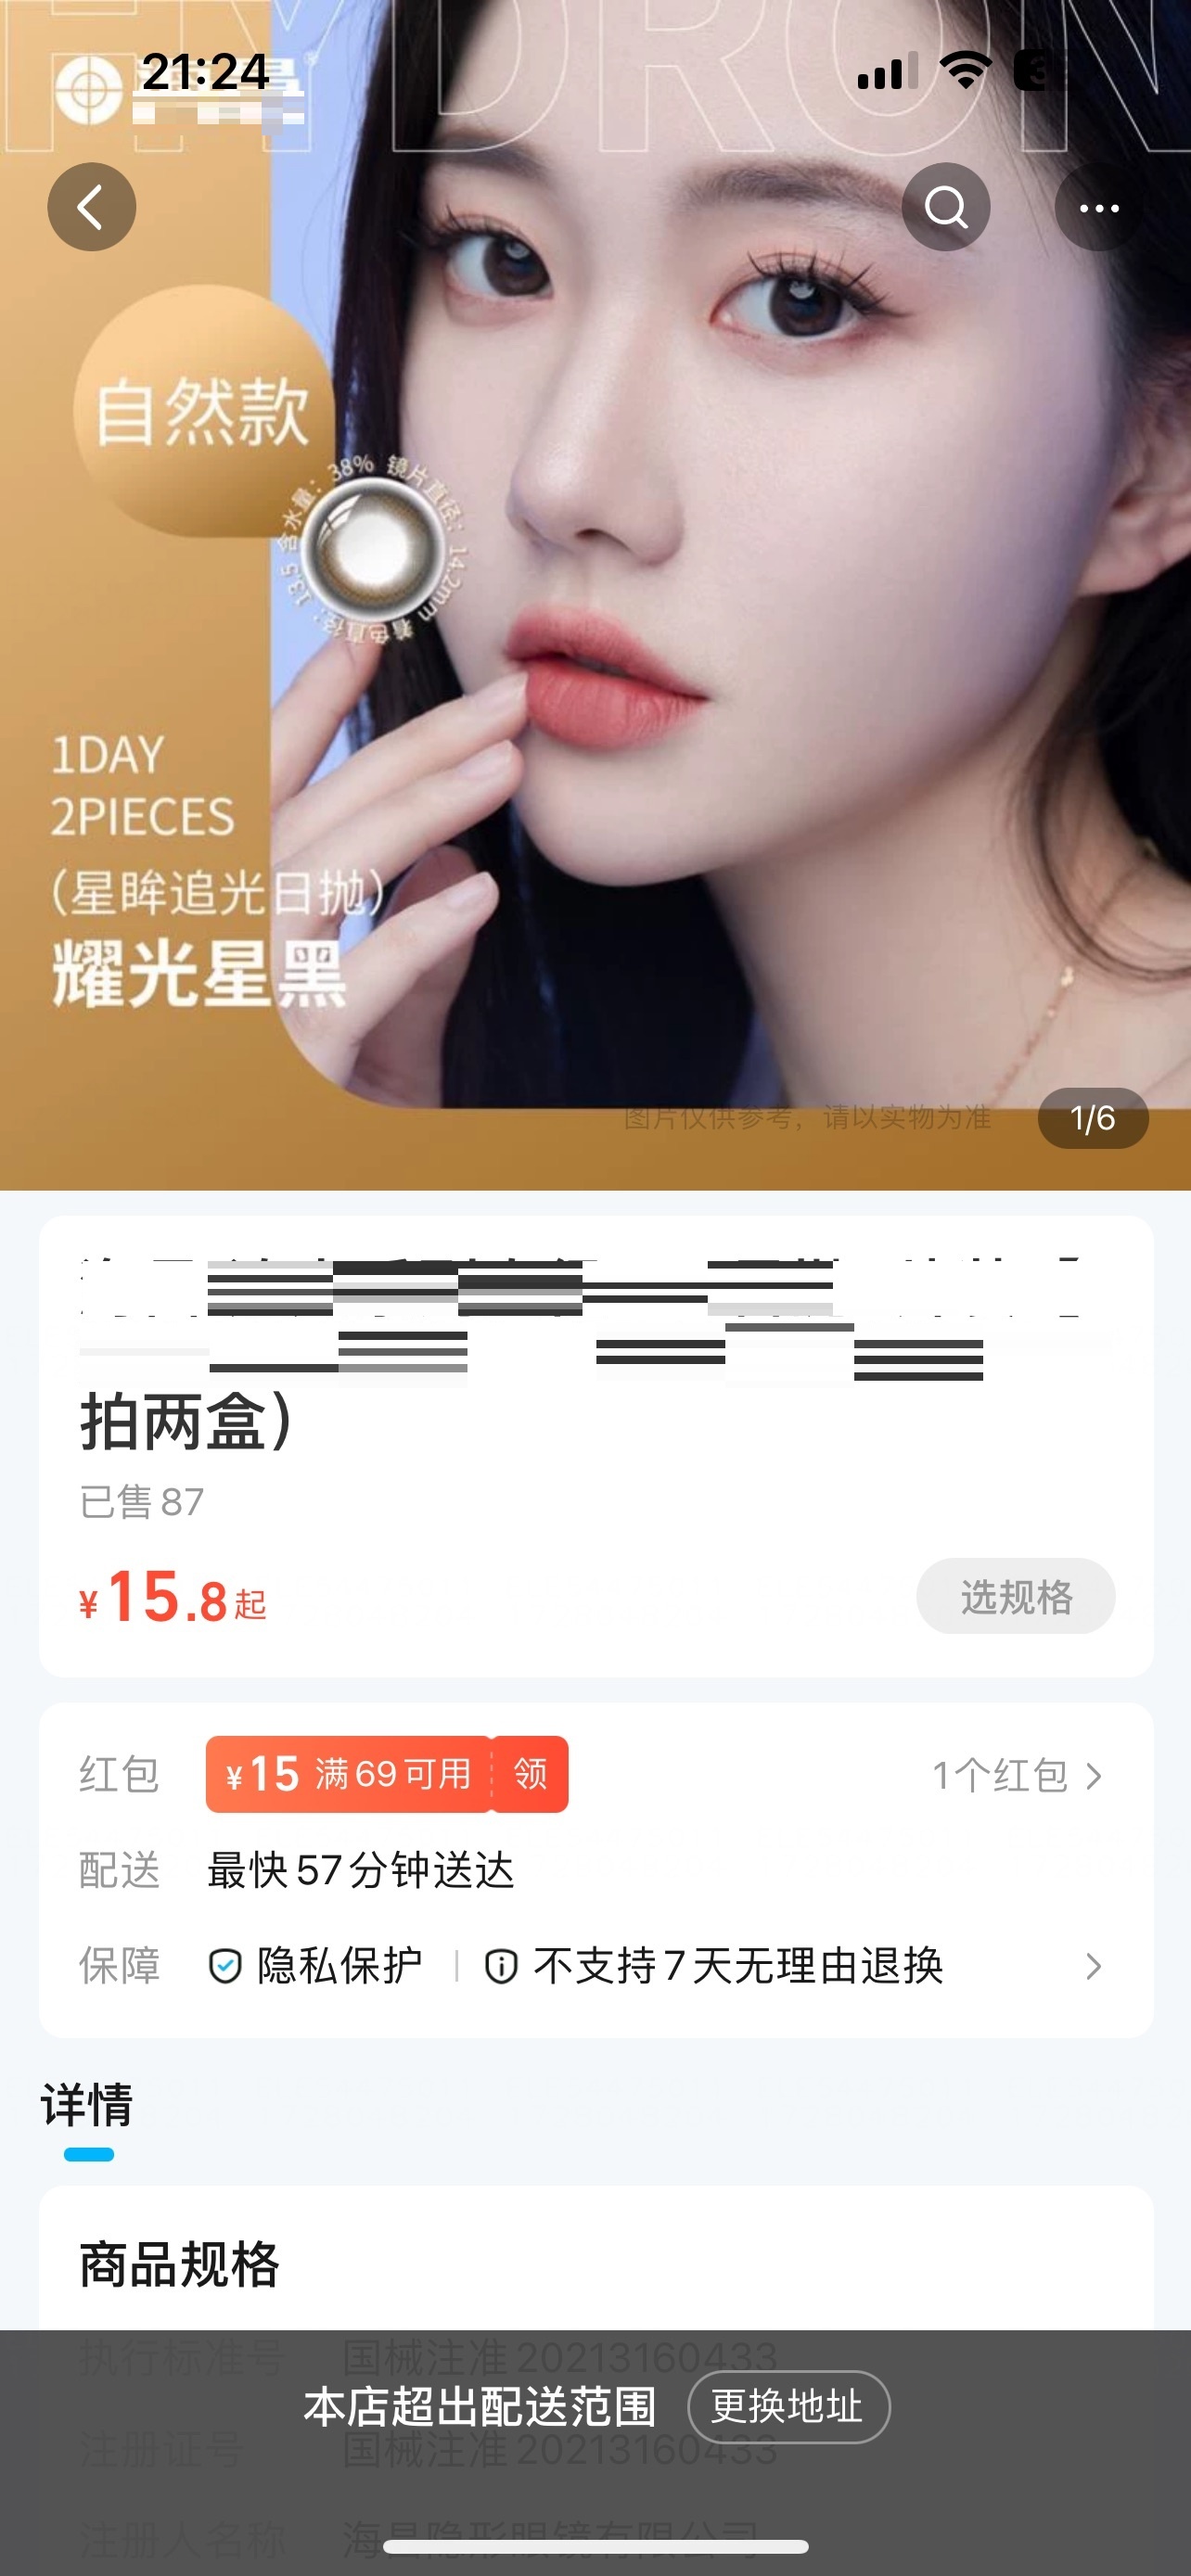 HYDRON
21:24
自然款
含水量：38% 镜片直径：14.2mm 着色直径：13.5
1DAY
2PIECES
（星眸追光日抛）
耀光星黑
图片仅供参考，请以实物为准
1/6
拍两盒）
已售87
¥15.8起
选规格
红包 ¥15 满69可用 领 1个红包
配送 最快57分钟送达
保障 隐私保护 不支持7天无理由退换
详情
商品规格
执行标准号 国械注准20213160433
本店超出配送范围 更换地址
注册证号 国械注准20213160433
注册人名称 海昌隐形眼镜有限公司